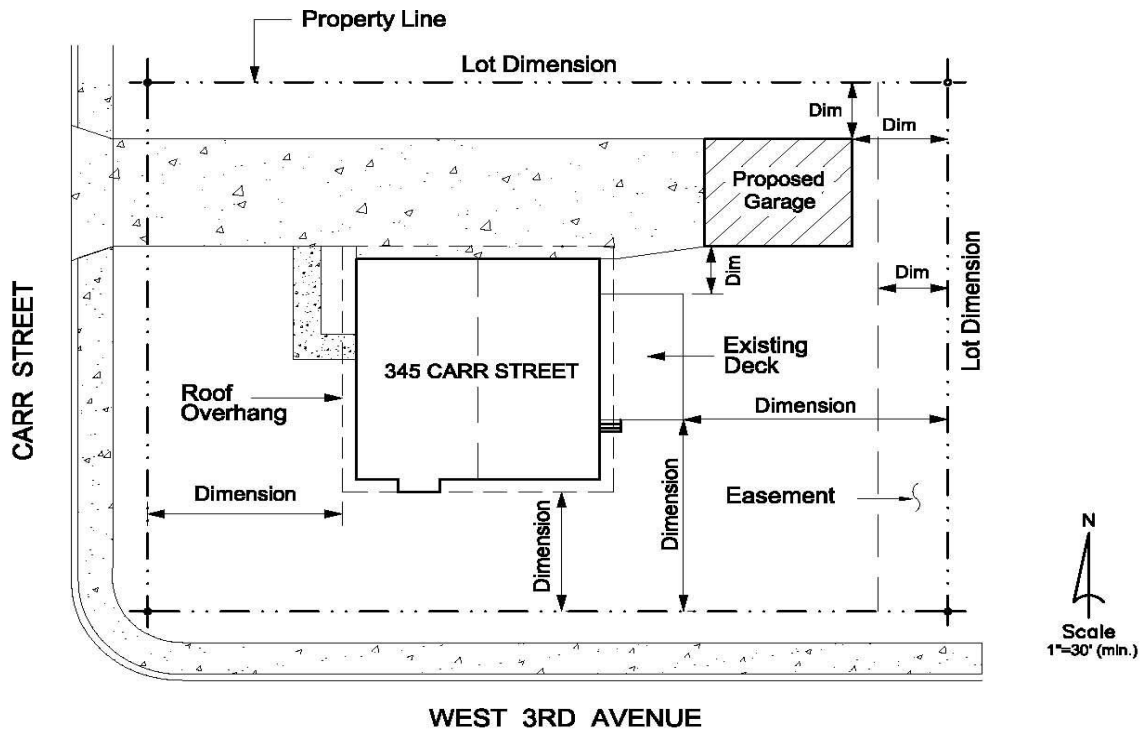 Property Line
Lot Dimension
Dim
Dim
Proposed
Garage
Dim
Dim
Lot Dimension
CARR STREET
345 CARR STREET
Existing
Deck
Roof
Overhang
Dimension
Dimension
Dimension
Dimension
Easement
N
Scale
1"=30' (min.)
WEST 3RD AVENUE